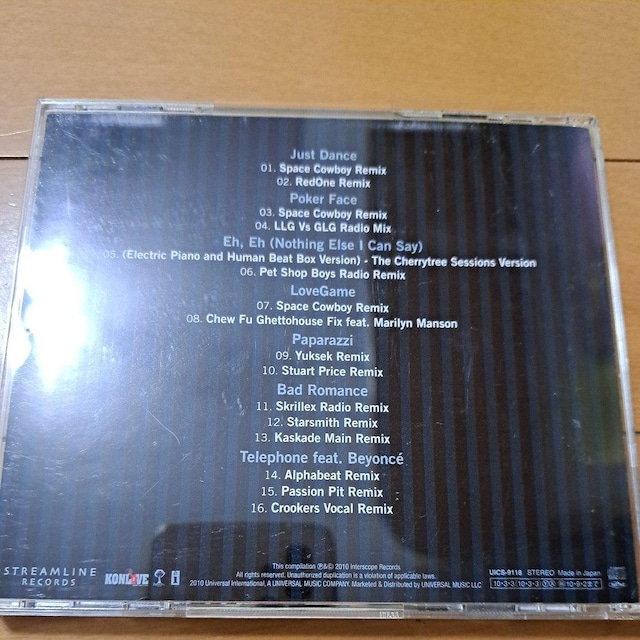 Just Dance
01. Space Cowboy Remix
02. RedOne Remix
Poker Face
03. Space Cowboy Remix
04. LLG Vs GLG Radio Mix
Eh, Eh (Nothing Else I Can Say)
05. (Electric Piano and Human Beat Box Version) - The Cherrytree Sessions Version
06. Pet Shop Boys Radio Remix
LoveGame
07. Space Cowboy Remix
08. Chew Fu Ghettohouse Fix feat. Marilyn Manson
Paparazzi
09. Yuksek Remix
10. Stuart Price Remix
Bad Romance
11. Skrillex Radio Remix
12. Starsmith Remix
13. Kaskade Main Remix
Telephone feat. Beyoncé
14. Alphabeat Remix
15. Passion Pit Remix
16. Crookers Vocal Remix
STREAMLINE
RECORDS
KONLIVE
This compilation ℗&© 2010 Interscope Records
All rights reserved. Unauthorized duplication is a violation of applicable laws.
2010 Universal International, A UNIVERSAL MUSIC COMPANY. Marketed & Distributed by UNIVERSAL MUSIC LLC
UICS-9118 STEREO Made in Japan